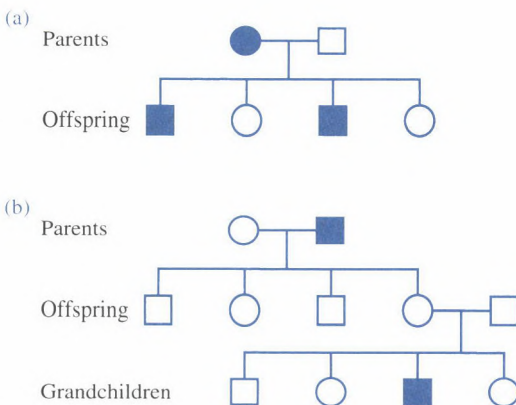 (a)
Parents
Offspring
(b)
Parents
Offspring
Grandchildren